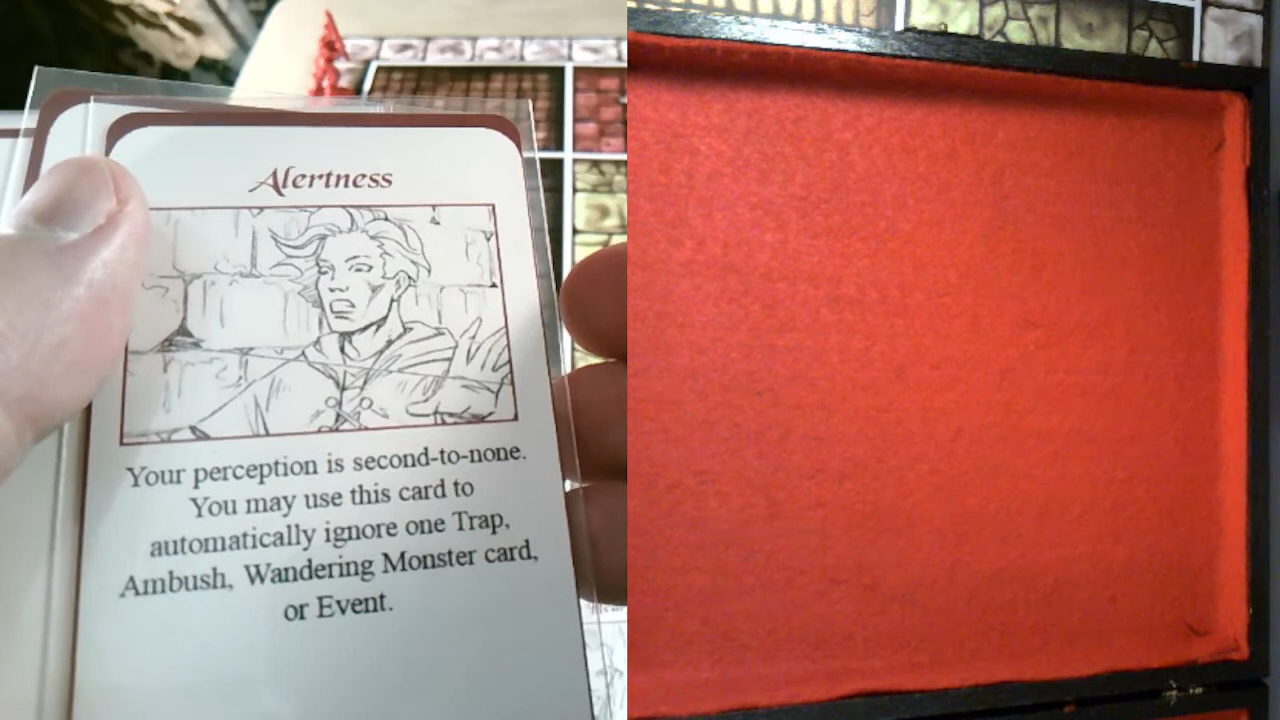 Alertness
Your perception is second-to-none.
You may use this card to
automatically ignore one Trap,
Ambush, Wandering Monster card,
or Event.